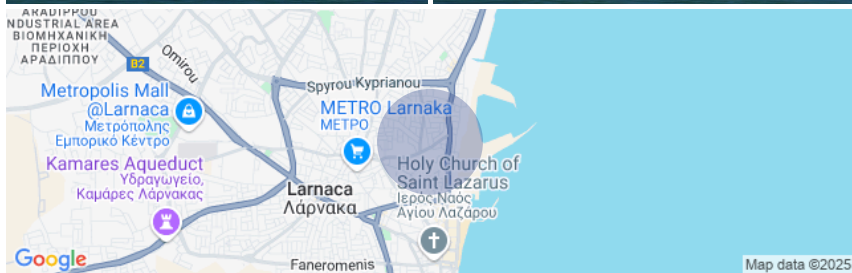 ARADIPPOU
NDUSTRIAL AREA
ΒΙΟΜΗΧΑΝΙΚΗ
ΠΕΡΙΟΧΗ
ΑΡΑΔΙΠΠΟΥ
Omirou
B2
Spyrou Kyprianou
Metropolis Mall
@Larnaca
Μετρόπολης
Εμπορικό Κέντρο
METRO Larnaka
ΜΕΤΡΟ
Kamares Aqueduct
Υδραγωγείο,
Καμάρες Λάρνακας
Holy Church of
Saint Lazarus
Ιερός Ναός
Αγίου Λαζάρου
Larnaca
Λάρνακα
Faneromenis
Google
Map data ©2025